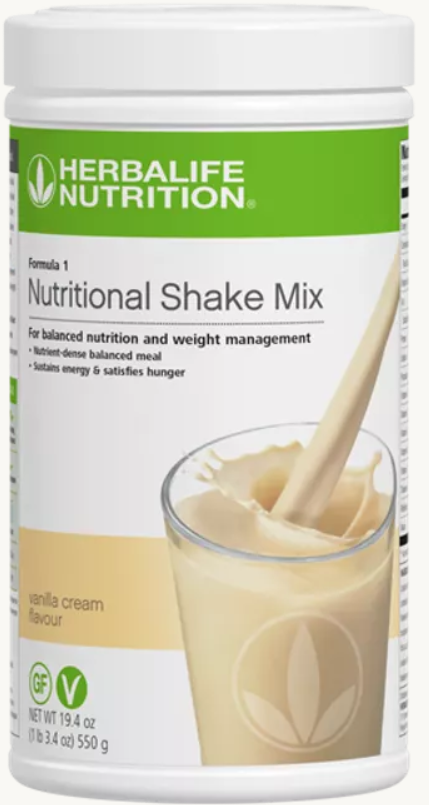 HERBALIFE
NUTRITION®
Formula 1
Nutritional Shake Mix
For balanced nutrition and weight management
• Nutrient-dense balanced meal
• Sustains energy & satisfies hunger
vanilla cream
flavour
GF V
NET WT 19.4 oz
(1 lb 3.4 oz) 550 g